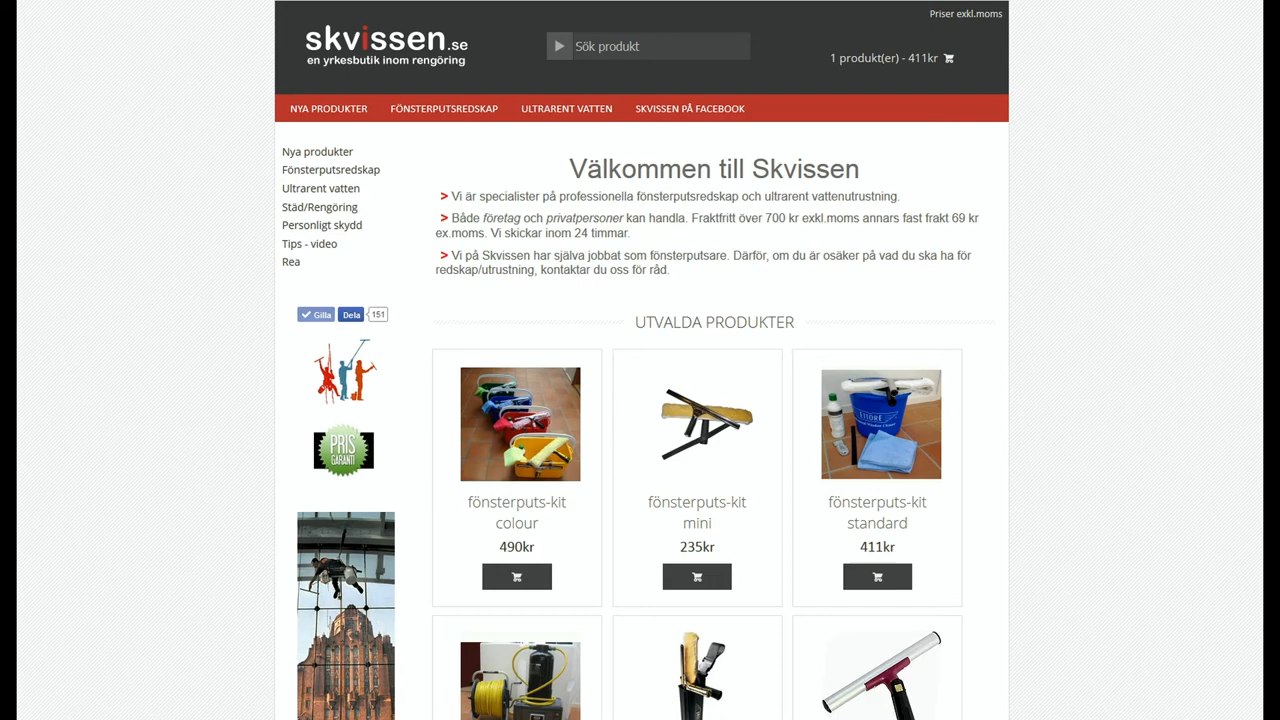 Priser exkl.moms
skvissen.se
en yrkesbutik inom rengöring
Sök produkt
1 produkt(er) - 411kr
NYA PRODUKTER
FÖNSTERPUTSREDSKAP
ULTRARENT VATTEN
SKVISSEN PÅ FACEBOOK
Nya produkter
Fönsterputsredskap
Ultrarent vatten
Städ/Rengöring
Personligt skydd
Tips - video
Rea
Gilla
Dela
151
PRIS
GARANTI
Välkommen till Skvissen
> Vi är specialister på professionella fönsterputsredskap och ultrarent vattenutrustning.
> Både företag och privatpersoner kan handla. Fraktfritt över 700 kr exkl.moms annars fast frakt 69 kr
ex.moms. Vi skickar inom 24 timmar.
> Vi på Skvissen har själva jobbat som fönsterputsare. Därför, om du är osäker på vad du ska ha för
redskap/utrustning, kontaktar du oss för råd.
UTVALDA PRODUKTER
fönsterputs-kit
colour
490kr
fönsterputs-kit
mini
235kr
ETTORE
fönsterputs-kit
standard
411kr